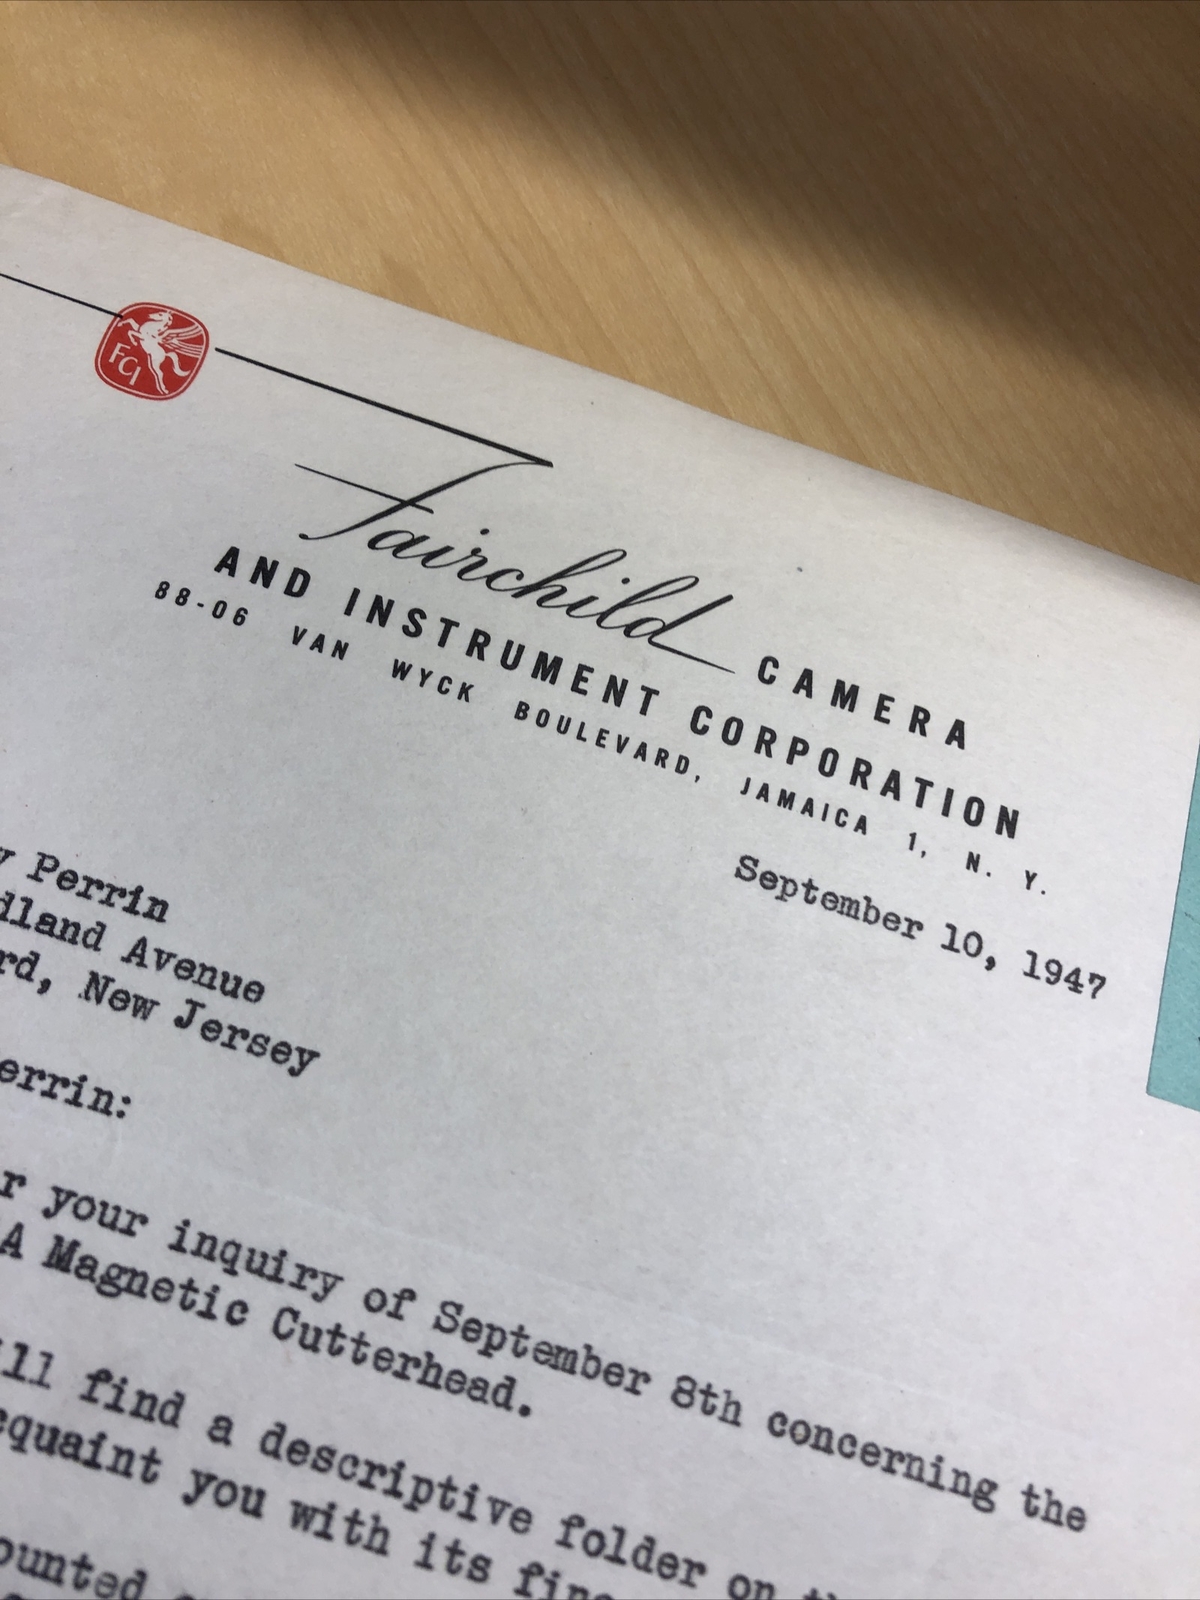 FCI
Fairchild CAMERA
AND INSTRUMENT CORPORATION
88-06 VAN WYCK BOULEVARD, JAMAICA 1, N. Y.
September 10, 1947
Perrin
Avenue
New Jersey
your inquiry of September 8th concerning the
A Magnetic Cutterhead.
find a descriptive folder on
you with its